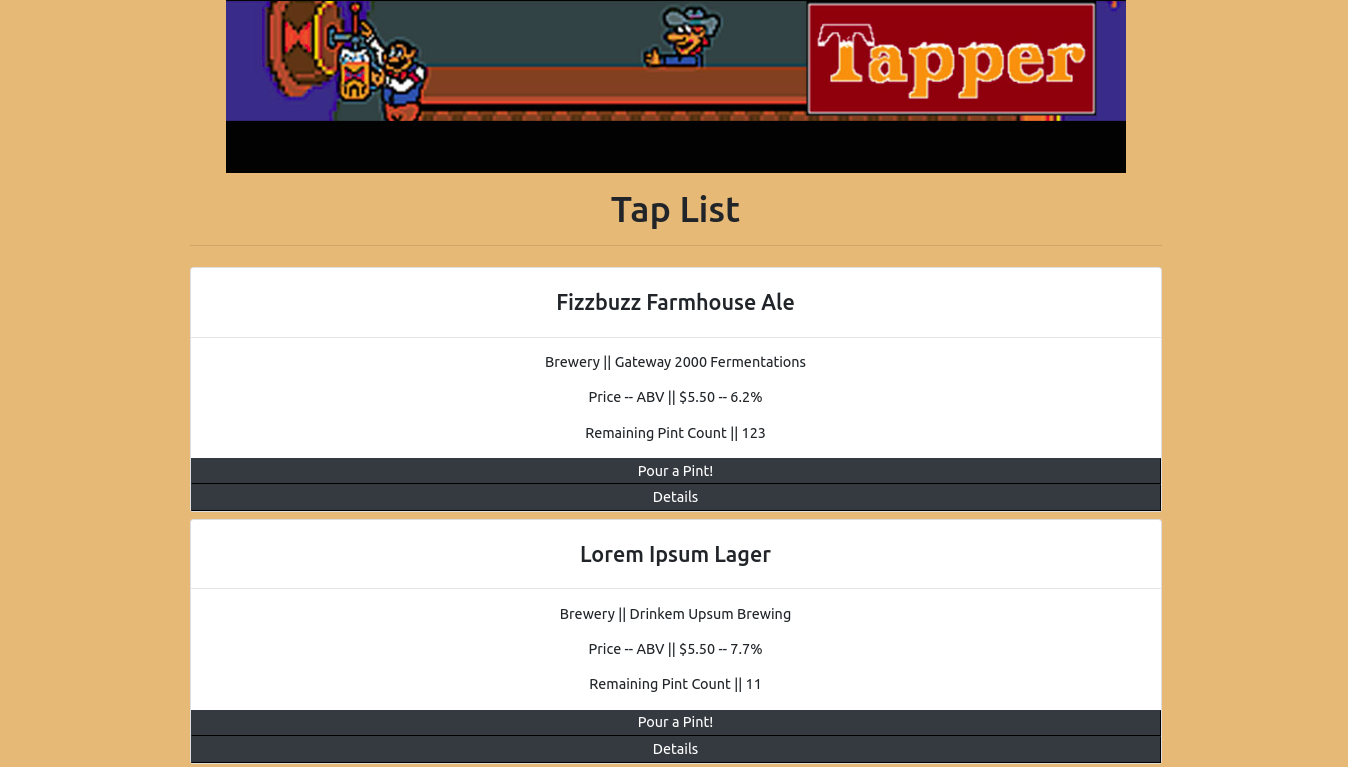 Tapper
Tap List
Fizzbuzz Farmhouse Ale
Brewery || Gateway 2000 Fermentations
Price -- ABV || $5.50 -- 6.2%
Remaining Pint Count || 123
Pour a Pint!
Details
Lorem Ipsum Lager
Brewery || Drinkem Upsum Brewing
Price -- ABV || $5.50 -- 7.7%
Remaining Pint Count || 11
Pour a Pint!
Details